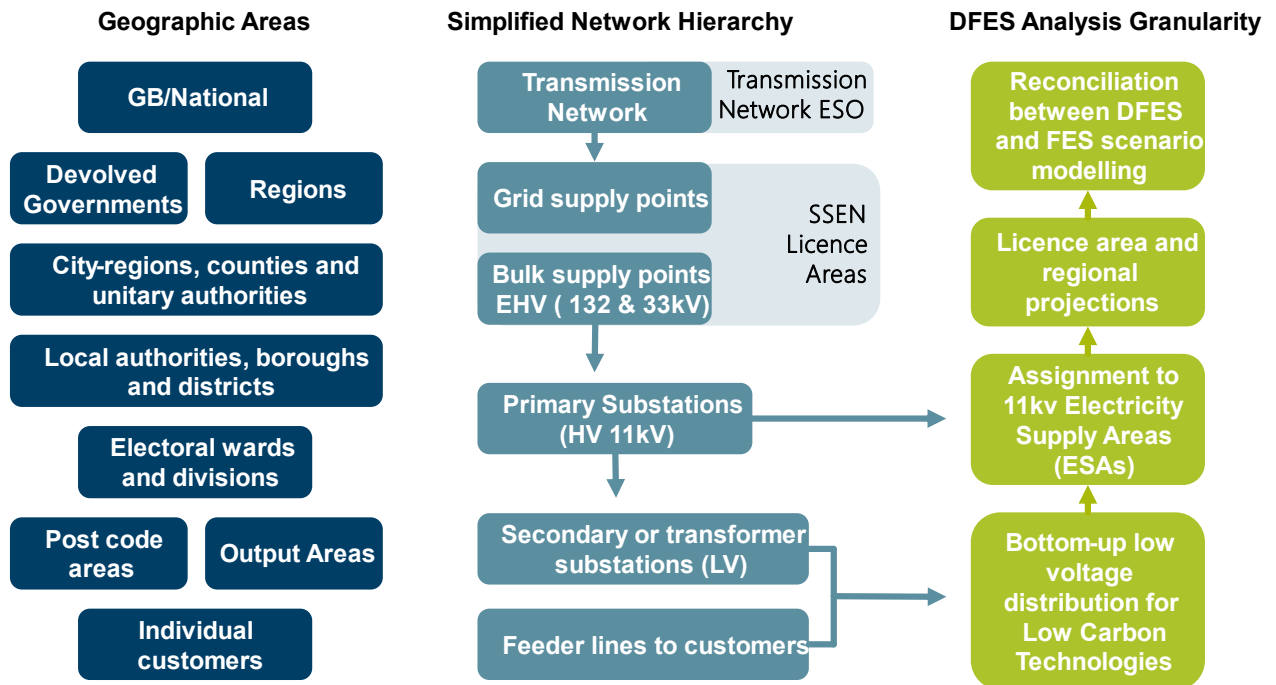 Geographic Areas
GB/National
Devolved
Governments
Regions
City-regions, counties and
unitary authorities
Local authorities, boroughs
and districts
Electoral wards
and divisions
Post code
areas
Output Areas
Individual
customers
Simplified Network Hierarchy
Transmission
Network
Transmission
Network ESO
Grid supply points
SSEN
Licence
Areas
Bulk supply points
EHV ( 132 & 33kV)
Primary Substations
(HV 11kV)
Secondary or transformer
substations (LV)
Feeder lines to customers
DFES Analysis Granularity
Reconciliation
between DFES
and FES scenario
modelling
Licence area and
regional
projections
Assignment to
11kv Electricity
Supply Areas
(ESAs)
Bottom-up low
voltage
distribution for
Low Carbon
Technologies